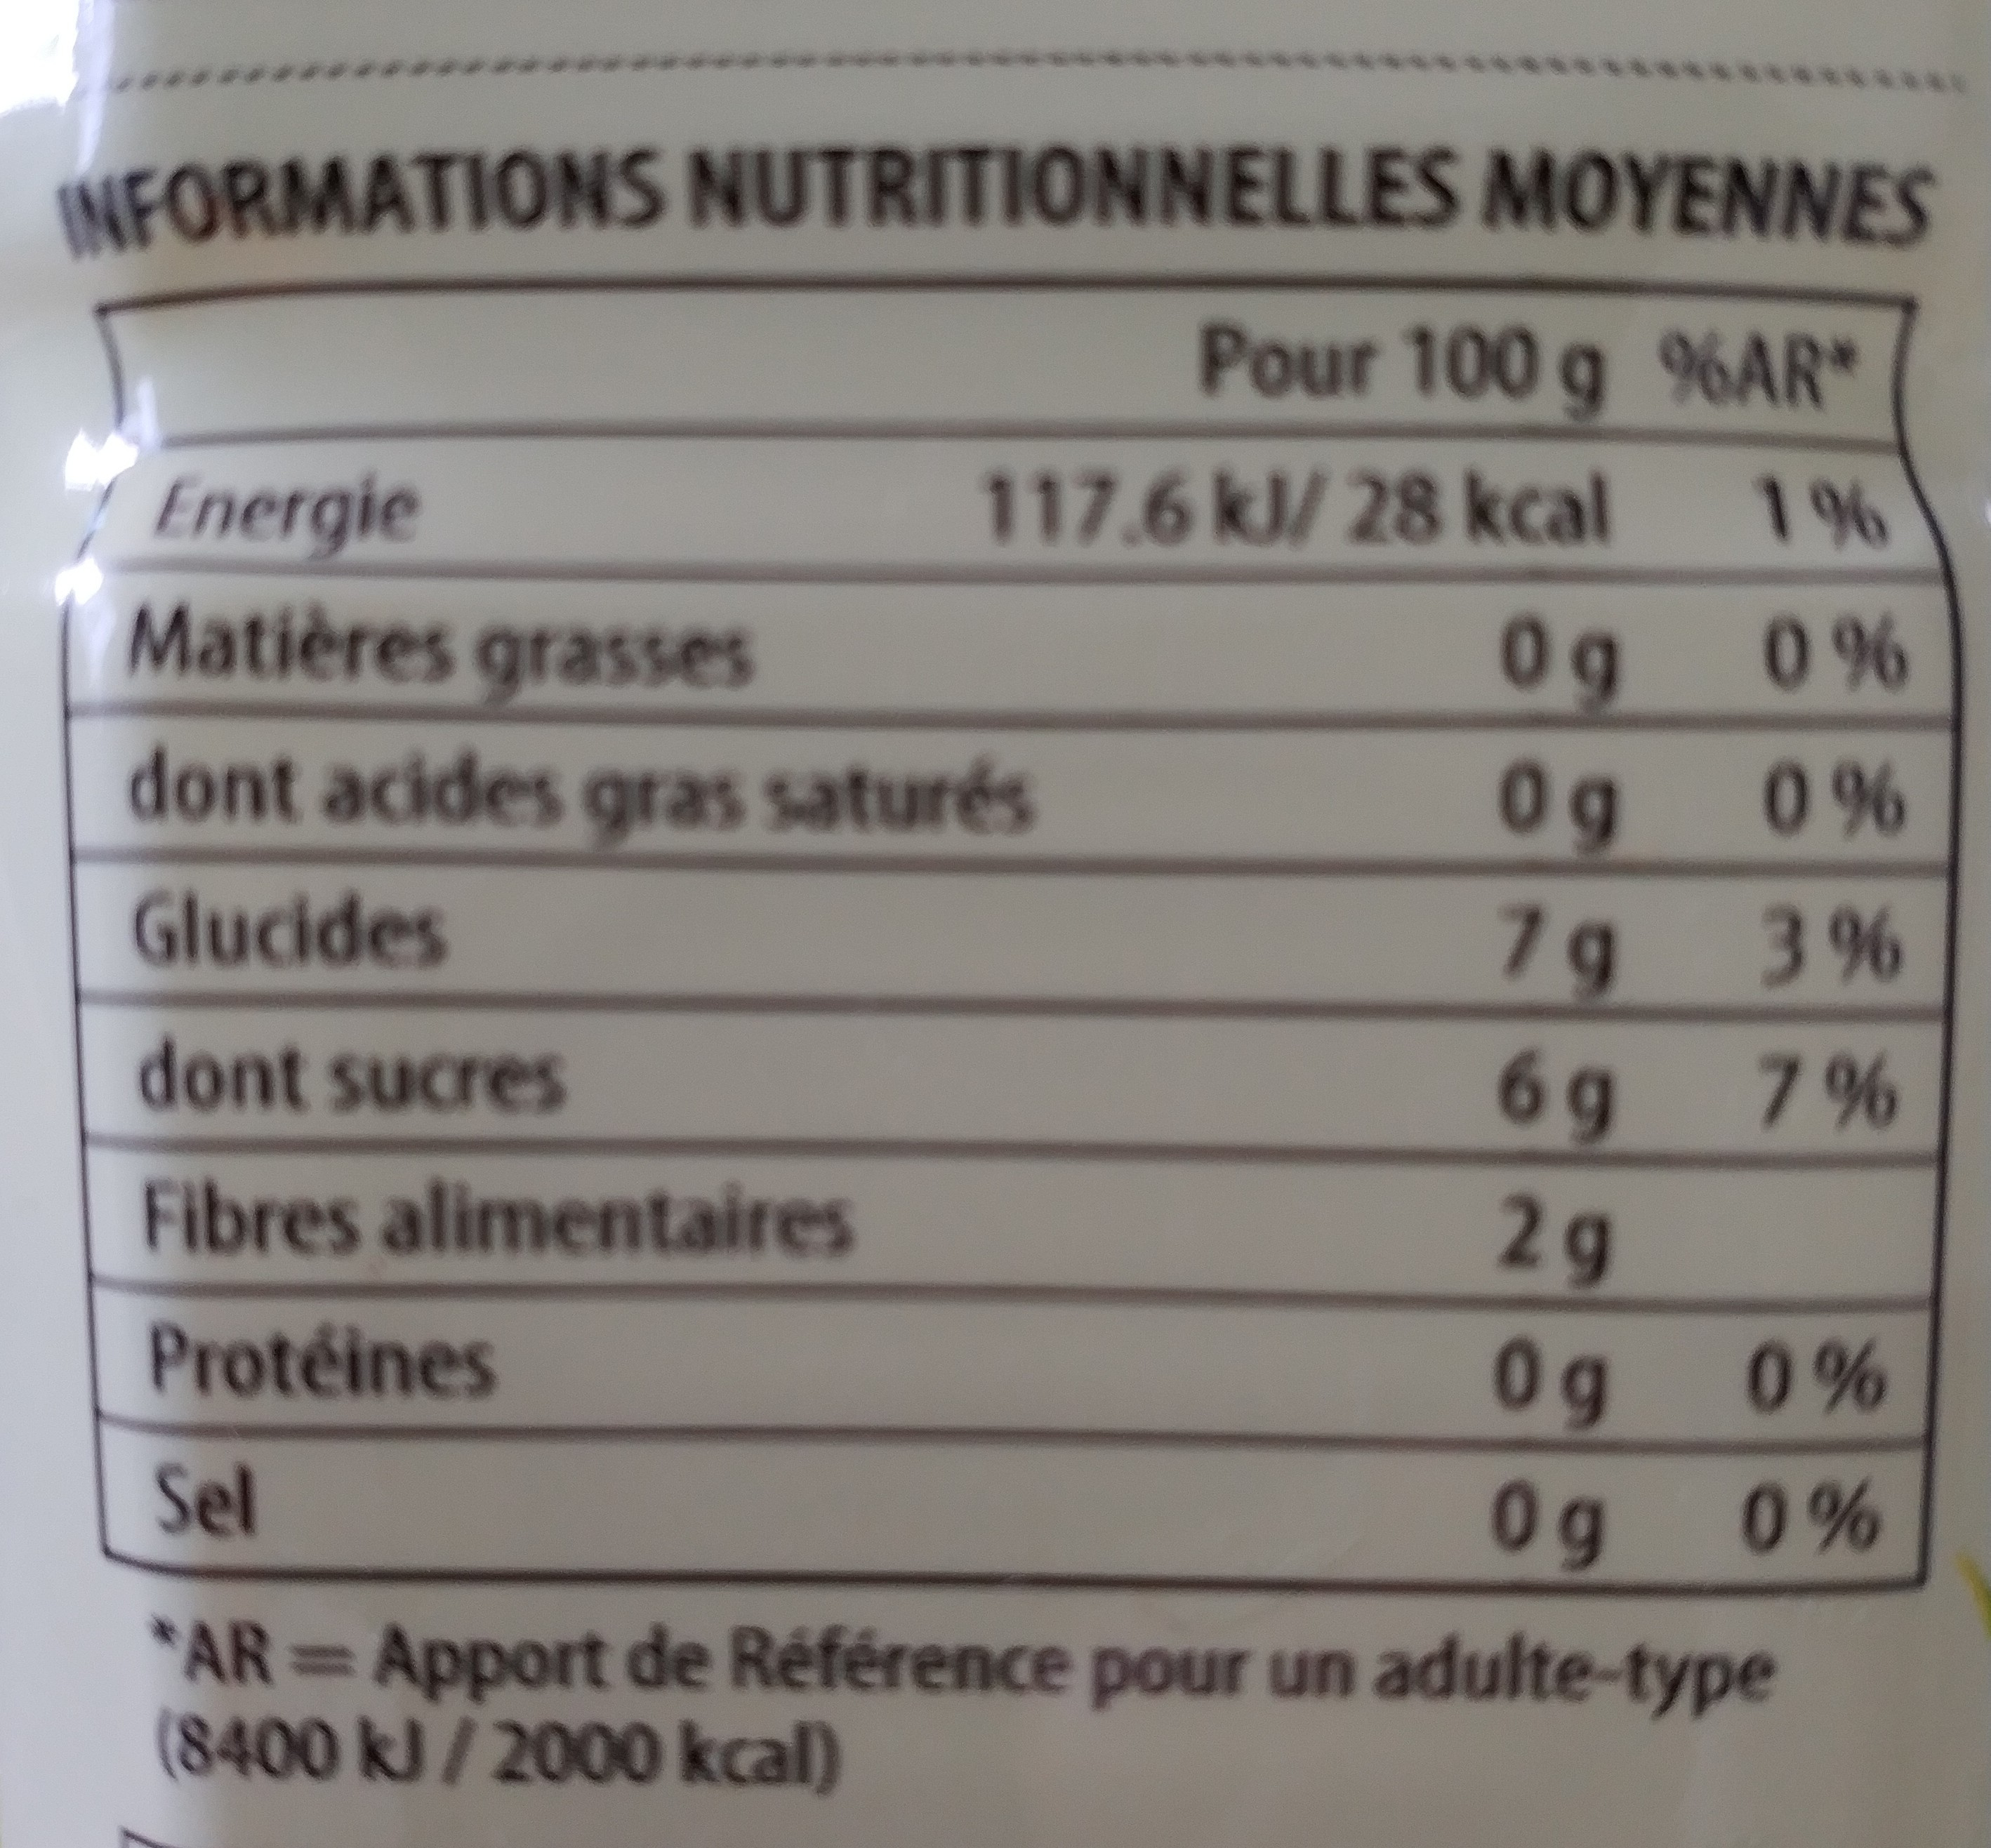 INFORMATIONS NUTRITIONNELLES MOYENNES
Pour 100 g %AR*
Energie 117.6 kJ/ 28 kcal 1 %
Matières grasses 0 g 0 %
dont acides gras saturés 0 g 0 %
Glucides 7 g 3 %
dont sucres 6 g 7 %
Fibres alimentaires 2 g
Protéines 0 g 0 %
Sel 0 g 0 %
*AR = Apport de Référence pour un adulte-type
(8400 kJ / 2000 kcal)